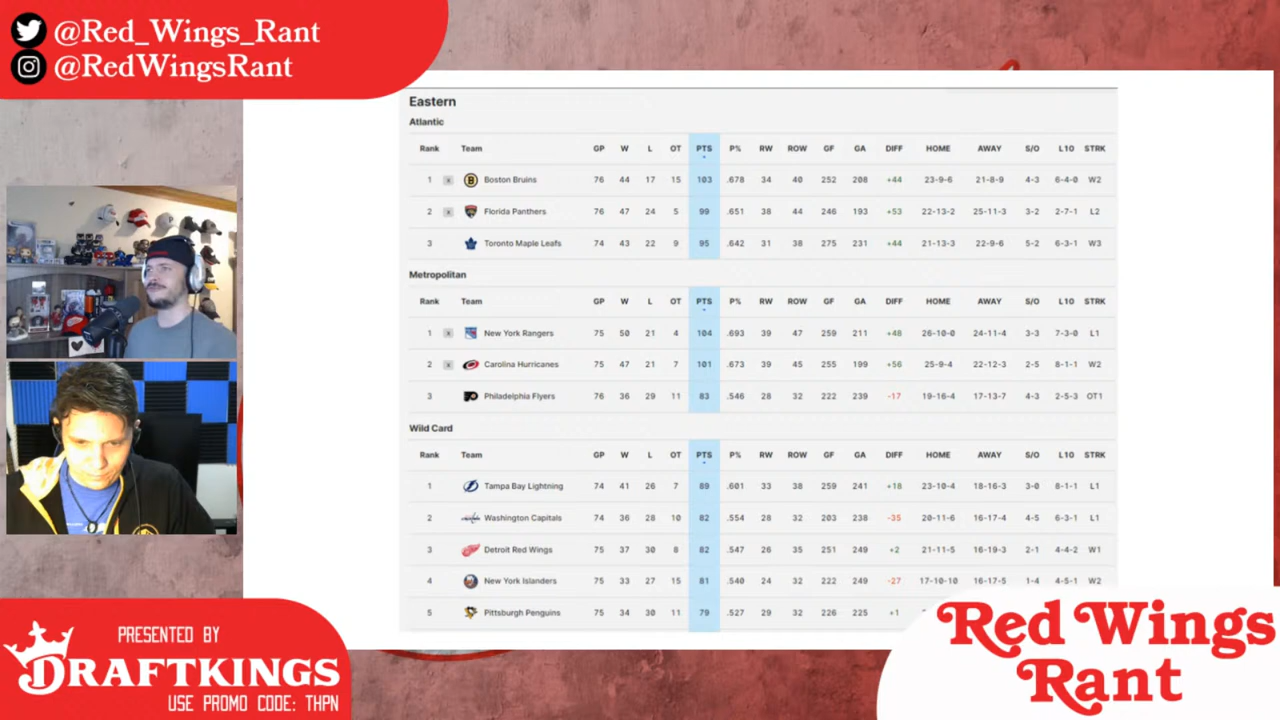 @Red_Wings_Rant
@RedWingsRant
Eastern
Atlantic
Rank Team GP W L OT PTS P% RW ROW GF GA DIFF HOME AWAY S/O L10 STRK
1 x Boston Bruins 76 44 17 15 103 .678 34 40 252 208 +44 23-9-6 21-8-9 4-3 6-4-0 W2
2 x Florida Panthers 76 47 24 5 99 .651 38 44 246 193 +53 22-13-2 25-11-3 3-2 2-7-1 L2
3 Toronto Maple Leafs 74 43 22 9 95 .642 31 38 275 231 +44 21-13-3 22-9-6 5-2 6-3-1 W3
Metropolitan
Rank Team GP W L OT PTS P% RW ROW GF GA DIFF HOME AWAY S/O L10 STRK
1 x New York Rangers 75 50 21 4 104 .693 39 47 259 211 +48 26-10-0 24-11-4 3-3 7-3-0 L1
2 x Carolina Hurricanes 75 47 21 7 101 .673 39 45 255 199 +56 25-9-4 22-12-3 2-5 8-1-1 W2
3 Philadelphia Flyers 76 36 29 11 83 .546 28 32 222 239 -17 19-16-4 17-13-7 4-3 2-5-3 OT1
Wild Card
Rank Team GP W L OT PTS P% RW ROW GF GA DIFF HOME AWAY S/O L10 STRK
1 Tampa Bay Lightning 74 41 26 7 89 .601 33 38 259 241 +18 23-10-4 18-16-3 3-0 8-1-1 L1
2 Washington Capitals 74 36 28 10 82 .554 28 32 203 238 -35 20-11-6 16-17-4 4-5 6-3-1 L1
3 Detroit Red Wings 75 37 30 8 82 .547 26 35 251 249 +2 21-11-5 16-19-3 2-1 4-4-2 W1
4 New York Islanders 75 33 27 15 81 .540 24 32 222 249 -27 17-10-10 16-17-5 1-4 4-5-1 W2
5 Pittsburgh Penguins 75 34 30 11 79 .527 29 32 226 225 +1
PRESENTED BY
DRAFTKINGS
USE PROMO CODE: THPN
Red Wings
Rant